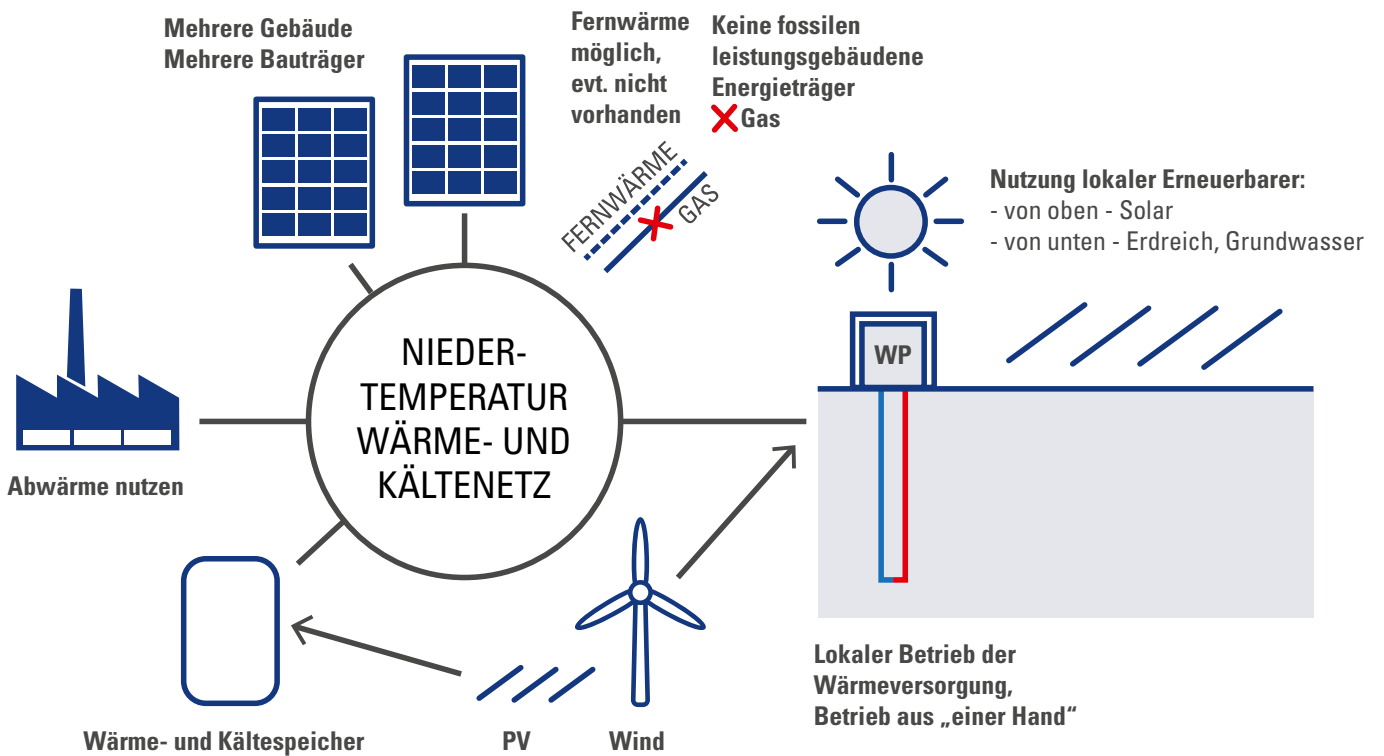 Mehrere Gebäude
Mehrere Bauträger
Fernwärme
möglich,
evt. nicht
vorhanden
Keine fossilen
leistungsgebäudene
Energieträger
Gas
FERNWÄRME
GAS
Nutzung lokaler Erneuerbarer:
- von oben - Solar
- von unten - Erdreich, Grundwasser
WP
NIEDER-
TEMPERATUR
WÄRME- UND
KÄLTENETZ
Abwärme nutzen
Lokaler Betrieb der
Wärmeversorgung,
Betrieb aus „einer Hand“
Wärme- und Kältespeicher
PV
Wind